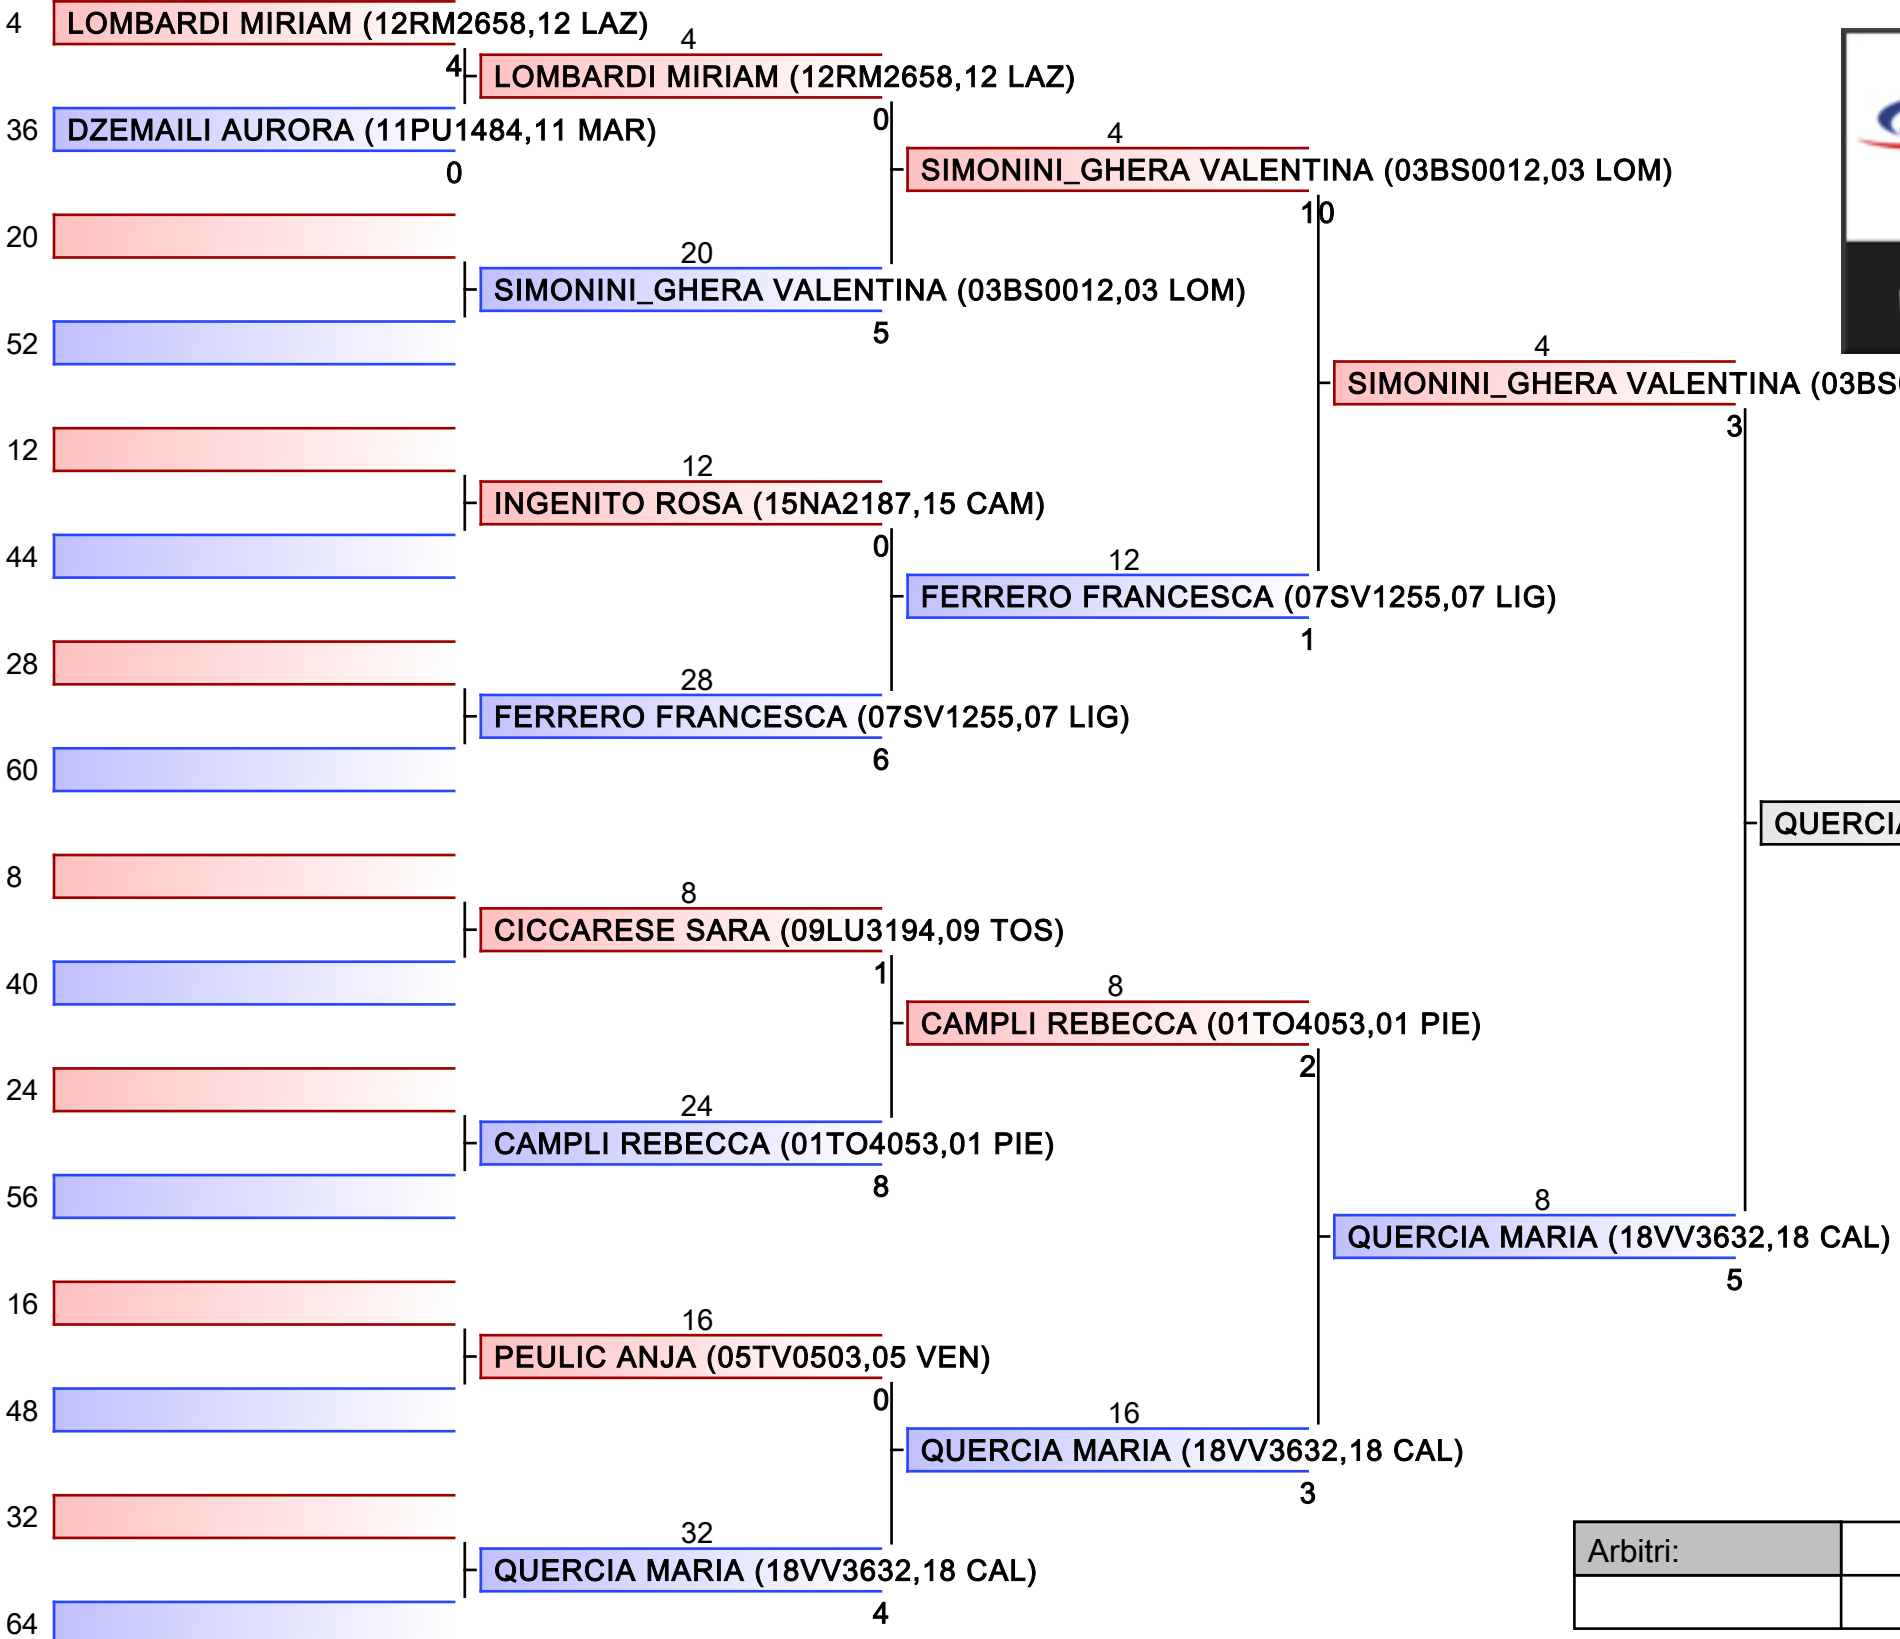 4
LOMBARDI MIRIAM (12RM2658,12 LAZ)
4
4
LOMBARDI MIRIAM (12RM2658,12 LAZ)
0
36
DZEMAILI AURORA (11PU1484,11 MAR)
0
4
SIMONINI_GHERA VALENTINA (03BS0012,03 LOM)
10
20
20
SIMONINI_GHERA VALENTINA (03BS0012,03 LOM)
5
52
4
SIMONINI_GHERA VALENTINA (03BS
3
12
12
INGENITO ROSA (15NA2187,15 CAM)
0
44
12
FERRERO FRANCESCA (07SV1255,07 LIG)
1
28
28
FERRERO FRANCESCA (07SV1255,07 LIG)
6
60
QUERCIA
8
8
CICCARESE SARA (09LU3194,09 TOS)
1
40
8
CAMPLI REBECCA (01TO4053,01 PIE)
2
24
24
CAMPLI REBECCA (01TO4053,01 PIE)
8
56
8
QUERCIA MARIA (18VV3632,18 CAL)
5
16
16
PEULIC ANJA (05TV0503,05 VEN)
0
48
16
QUERCIA MARIA (18VV3632,18 CAL)
3
32
32
QUERCIA MARIA (18VV3632,18 CAL)
4
64
Arbitri: